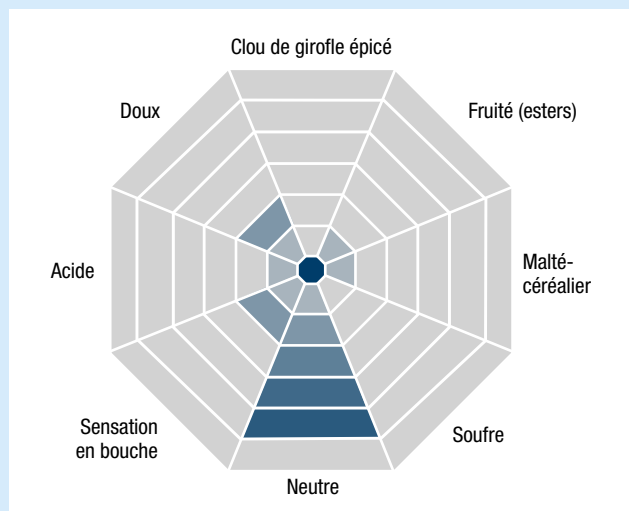 Clou de girofle épicé
Doux
Fruité (esters)
Acide
Malté-
céréalier
Sensation
en bouche
Soufre
Neutre